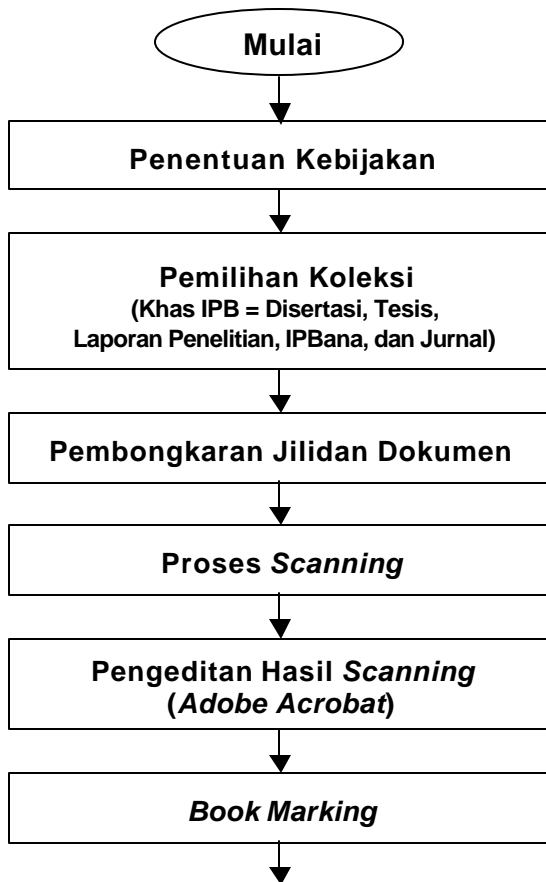 Mulai
Penentuan Kebijakan
Pemilihan Koleksi
(Khas IPB = Disertasi, Tesis,
Laporan Penelitian, IPBana, dan Jurnal)
Pembongkaran Jilidan Dokumen
Proses Scanning
Pengeditan Hasil Scanning
(Adobe Acrobat)
Book Marking